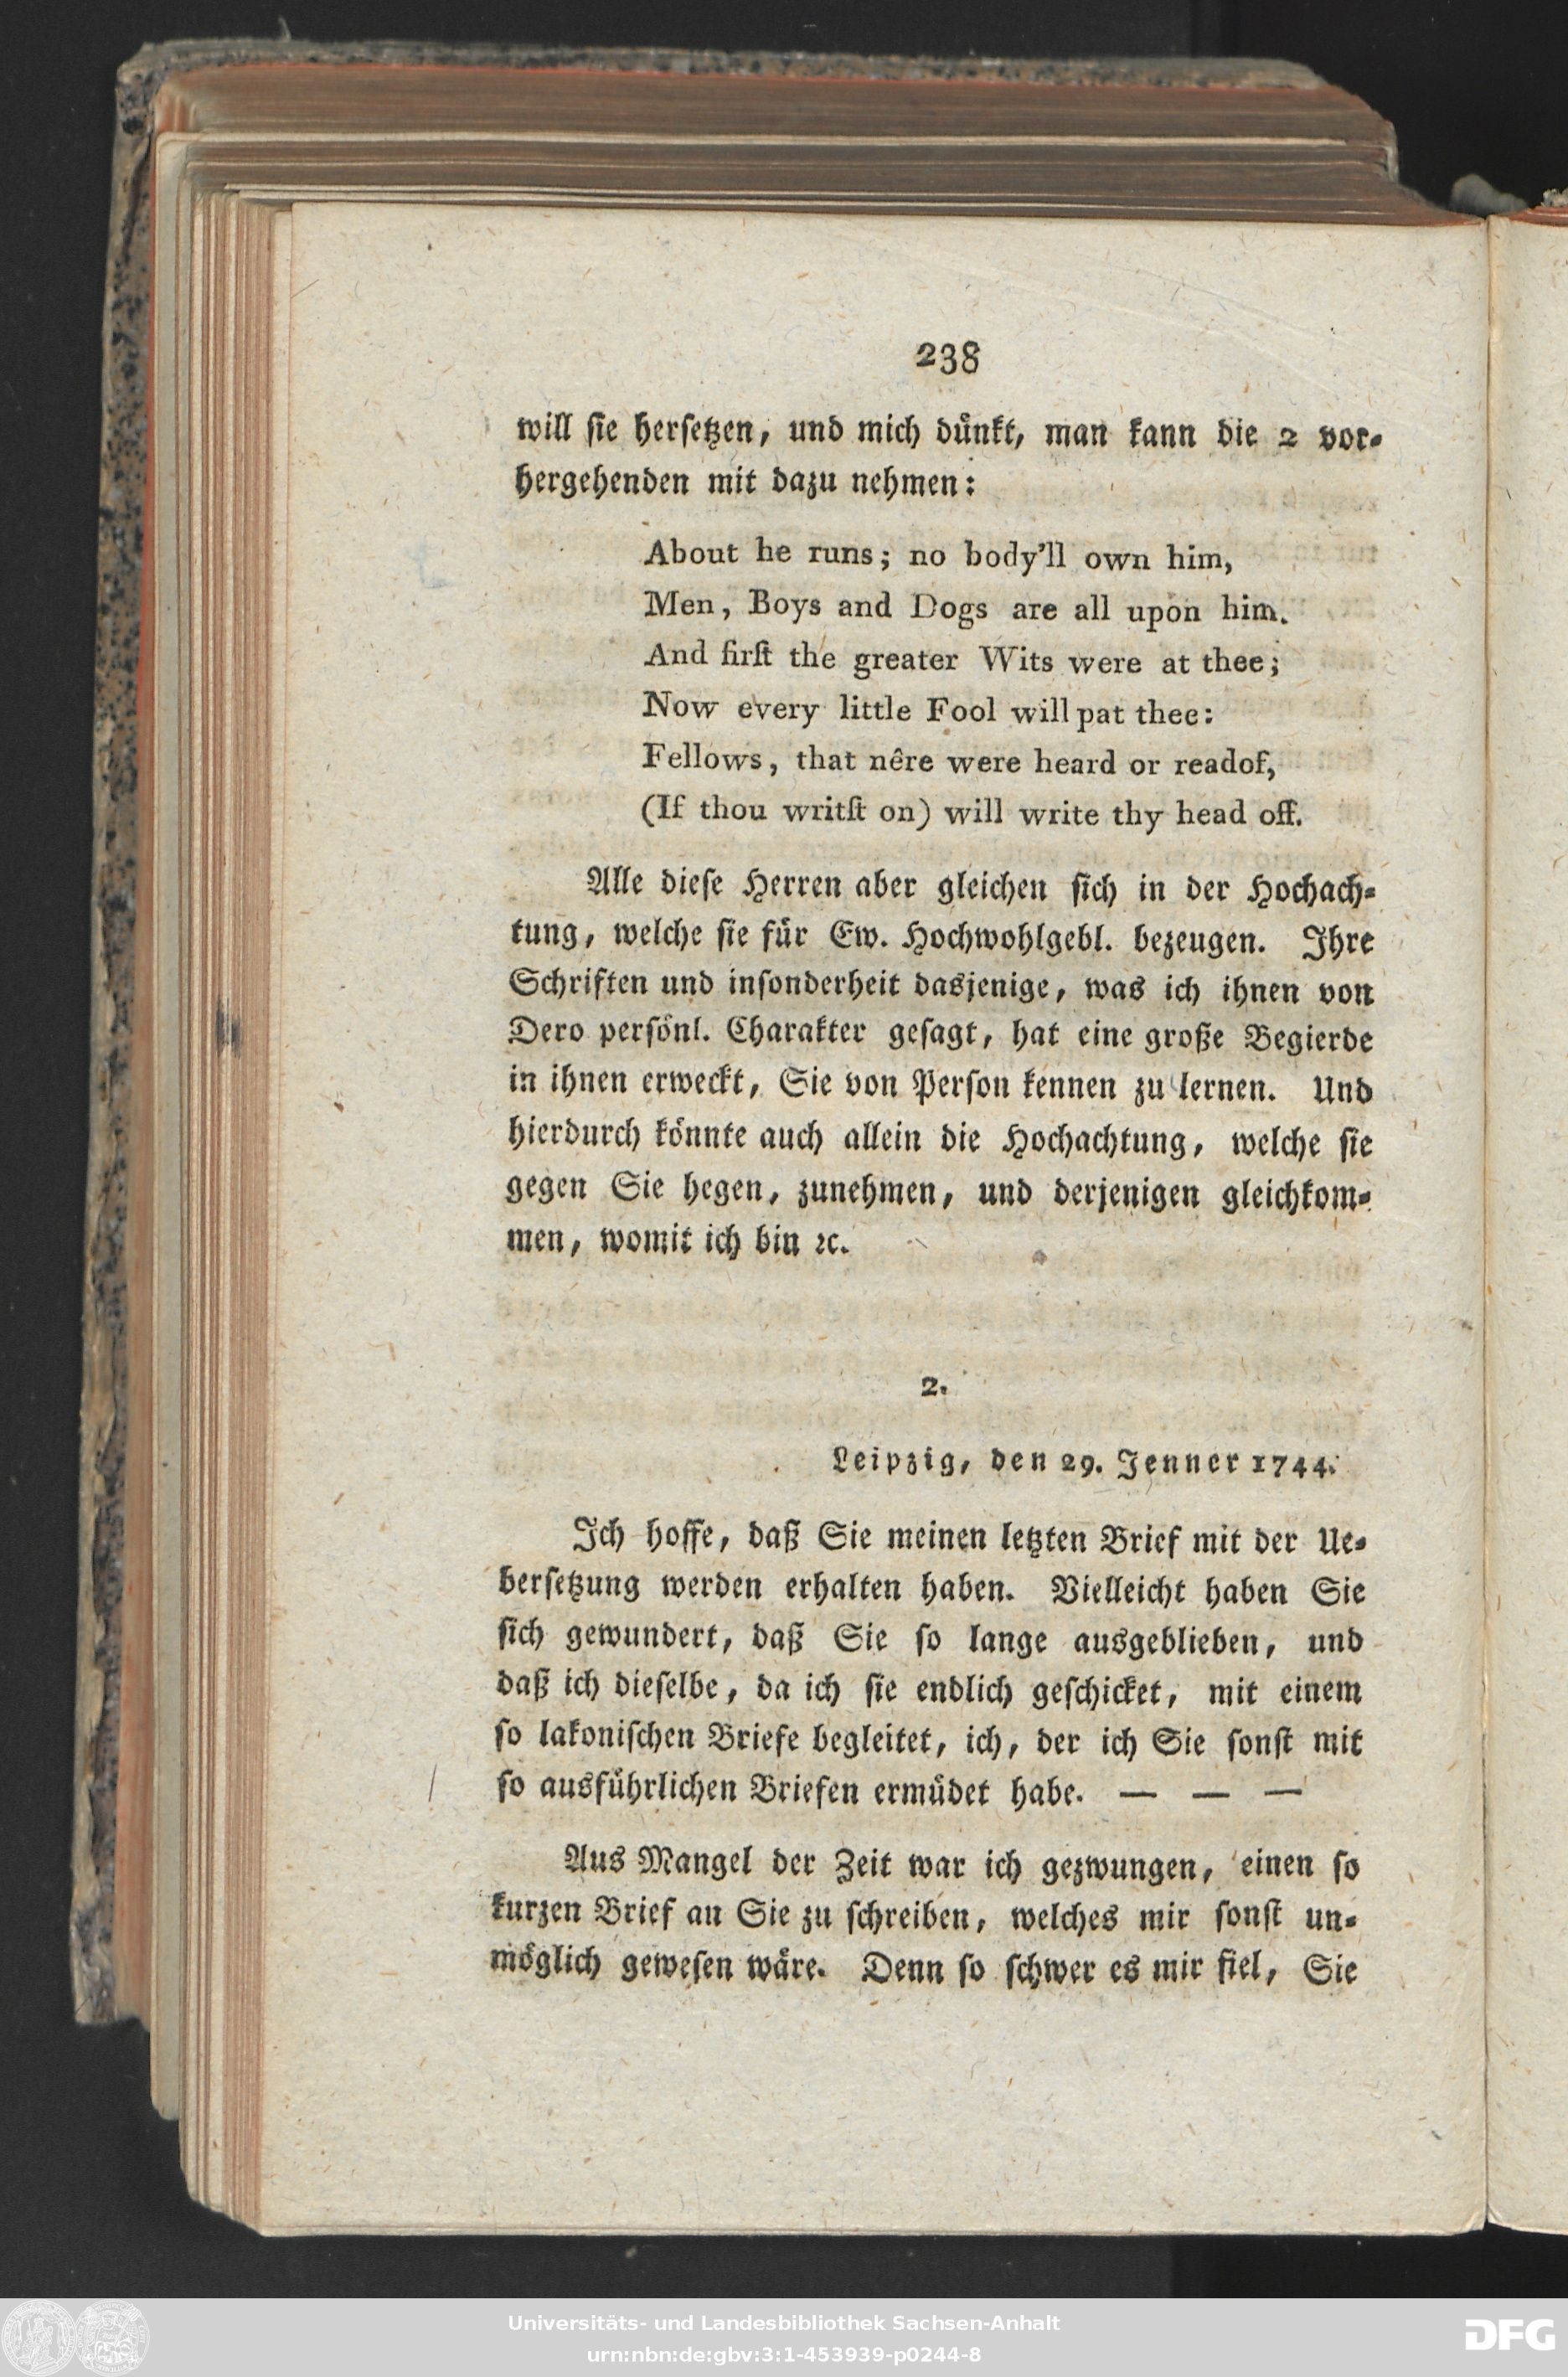 238
will ſie herſetzen, und mich dünkt, man kann die 2 vor-
hergehenden mit dazu nehmen:
About he runs; no body'll own him,
Men, Boys and Dogs are all upon him.
And firſt the greater Wits were at thee;
Now every little Fool will pat thee:
Fellows, that nêre were heard or readof,
(If thou writſt on) will write thy head off.
Alle dieſe Herren aber gleichen ſich in der Hochach-
tung, welche ſie für Ew. Hochwohlgebl. bezeugen. Ihre
Schriften und inſonderheit dasjenige, was ich ihnen von
Dero perſönl. Charakter geſagt, hat eine große Begierde
in ihnen erweckt, Sie von Perſon kennen zu lernen. Und
hierdurch könnte auch allein die Hochachtung, welche ſie
gegen Sie hegen, zunehmen, und derjenigen gleichkom-
men, womit ich bin ꝛc.
2.
Leipzig, den 29. Jenner 1744.
Ich hoffe, daß Sie meinen letzten Brief mit der Ue-
berſetzung werden erhalten haben. Vielleicht haben Sie
ſich gewundert, daß Sie ſo lange ausgeblieben, und
daß ich dieſelbe, da ich ſie endlich geſchicket, mit einem
ſo lakoniſchen Briefe begleitet, ich, der ich Sie ſonſt mit
ſo ausführlichen Briefen ermüdet habe. — — —
Aus Mangel der Zeit war ich gezwungen, einen ſo
kurzen Brief an Sie zu ſchreiben, welches mir ſonſt un-
möglich geweſen wäre. Denn ſo ſchwer es mir fiel, Sie
Universitäts- und Landesbibliothek Sachsen-Anhalt
urn:nbn:de:gbv:3:1-453939-p0244-8
DFG